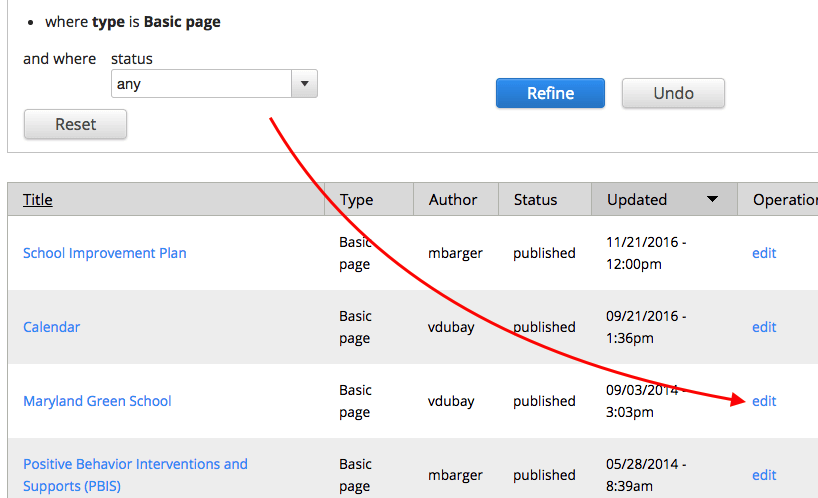 • where type is Basic page
and where status
any
Refine Undo
Reset
Title Type Author Status Updated Operation
School Improvement Plan Basic page mbarger published 11/21/2016 - 12:00pm edit
Calendar Basic page vdubay published 09/21/2016 - 1:36pm edit
Maryland Green School Basic page vdubay published 09/03/2014 - 3:03pm edit
Positive Behavior Interventions and Supports (PBIS) Basic page mbarger published 05/28/2014 - 8:39am edit